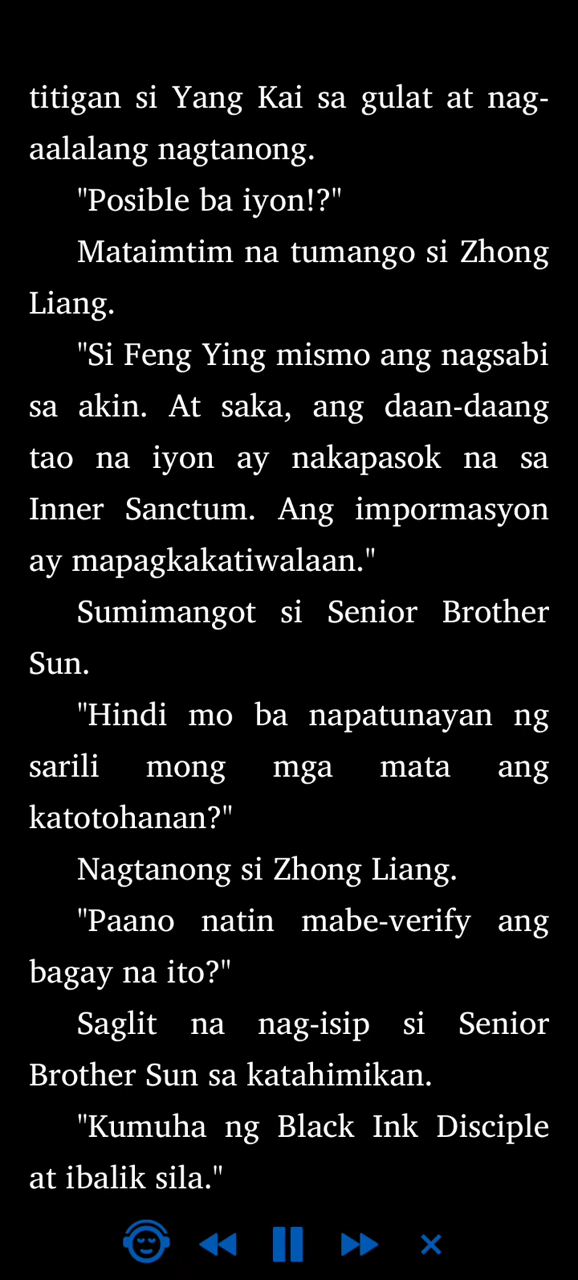 titigan si Yang Kai sa gulat at nag-
aalalang nagtanong.
"Posible ba iyon!?"
Mataimtim na tumango si Zhong
Liang.
"Si Feng Ying mismo ang nagsabi
sa akin. At saka, ang daan-daang
tao na iyon ay nakapasok na sa
Inner Sanctum. Ang impormasyon
ay mapagkakatiwalaan."
Sumimangot si Senior Brother
Sun.
"Hindi mo ba napatunayan ng
sarili mong mga mata ang
katotohanan?"
Nagtanong si Zhong Liang.
"Paano natin mabe-verify ang
bagay na ito?"
Saglit na nag-isip si Senior
Brother Sun sa katahimikan.
"Kumuha ng Black Ink Disciple
at ibalik sila."